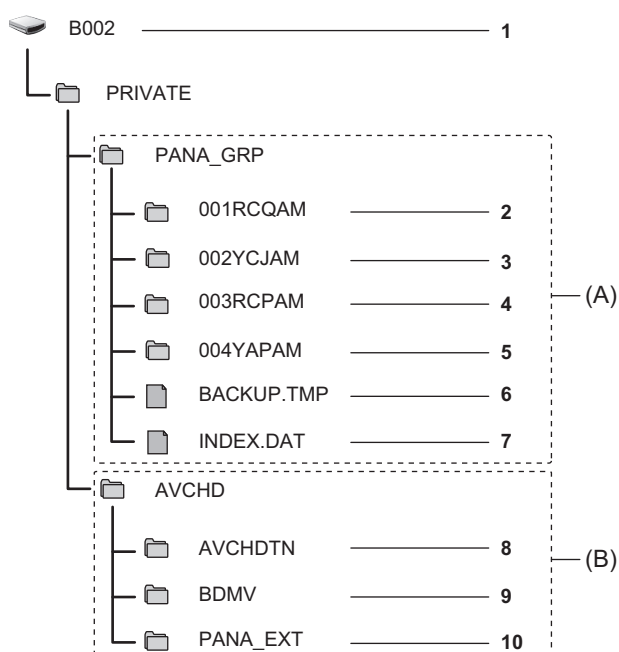 B002 1
PRIVATE
PANA_GRP
001RCQAM 2
002YCJAM 3
003RCPAM 4
(A)
004YAPAM 5
BACKUP.TMP 6
INDEX.DAT 7
AVCHD
AVCHDTN 8
(B)
BDMV 9
PANA_EXT 10